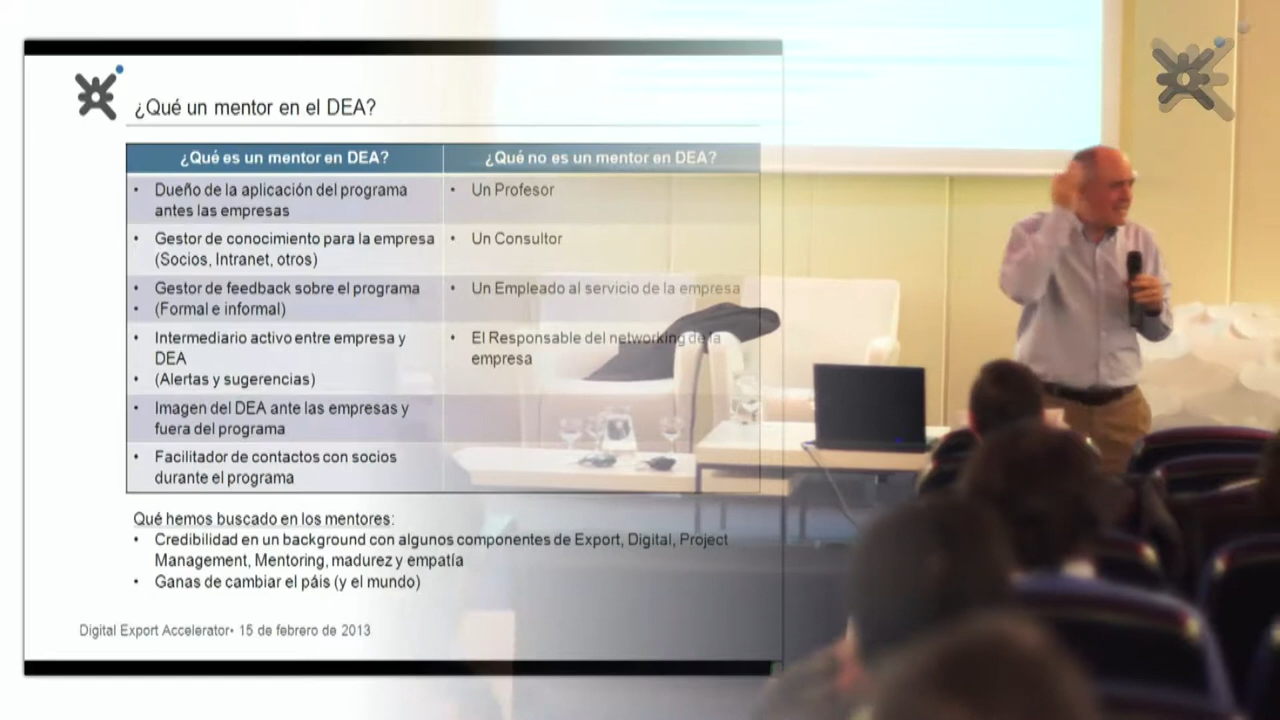 ¿Qué un mentor en el DEA?
¿Qué es un mentor en DEA?
¿Qué no es un mentor en DEA?
• Dueño de la aplicación del programa
antes las empresas
• Un Profesor
• Gestor de conocimiento para la empresa
(Socios, Intranet, otros)
• Un Consultor
• Gestor de feedback sobre el programa
• (Formal e informal)
• Un Empleado al servicio de la empresa
• Intermediario activo entre empresa y
DEA
• (Alertas y sugerencias)
• El Responsable del networking de la
empresa
• Imagen del DEA ante las empresas y
fuera del programa
• Facilitador de contactos con socios
durante el programa
Qué hemos buscado en los mentores:
• Credibilidad en un background con algunos componentes de Export, Digital, Project
Management, Mentoring, madurez y empatía
• Ganas de cambiar el páis (y el mundo)
Digital Export Accelerator• 15 de febrero de 2013